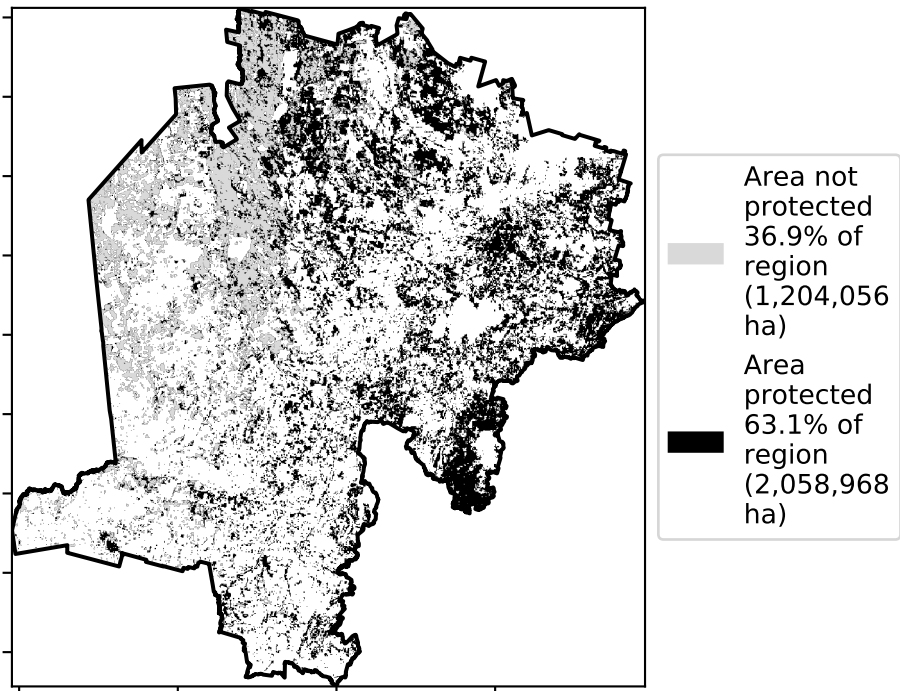 Area not
protected
36.9% of
region
(1,204,056
ha)
Area
protected
63.1% of
region
(2,058,968
ha)